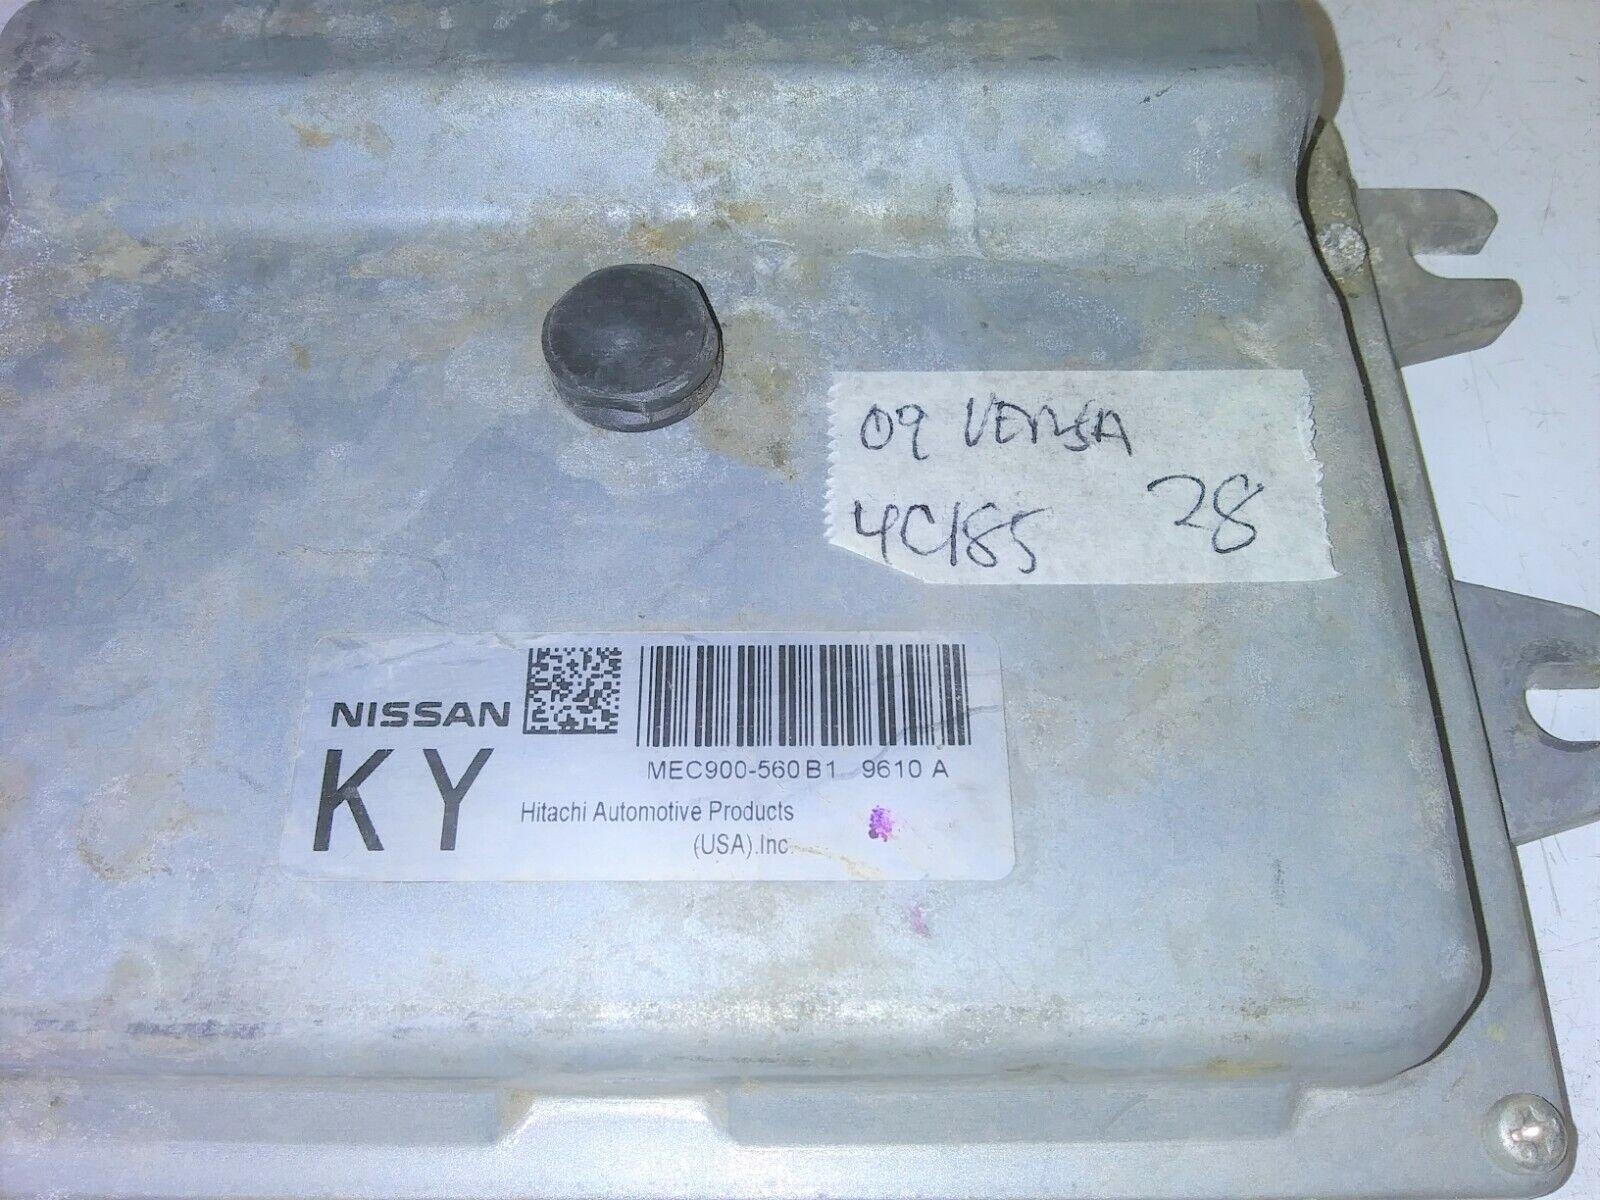 09 VERSA
4C185 28
NISSAN
KY
MEC900-560 B1 9610 A
Hitachi Automotive Products
(USA).Inc.